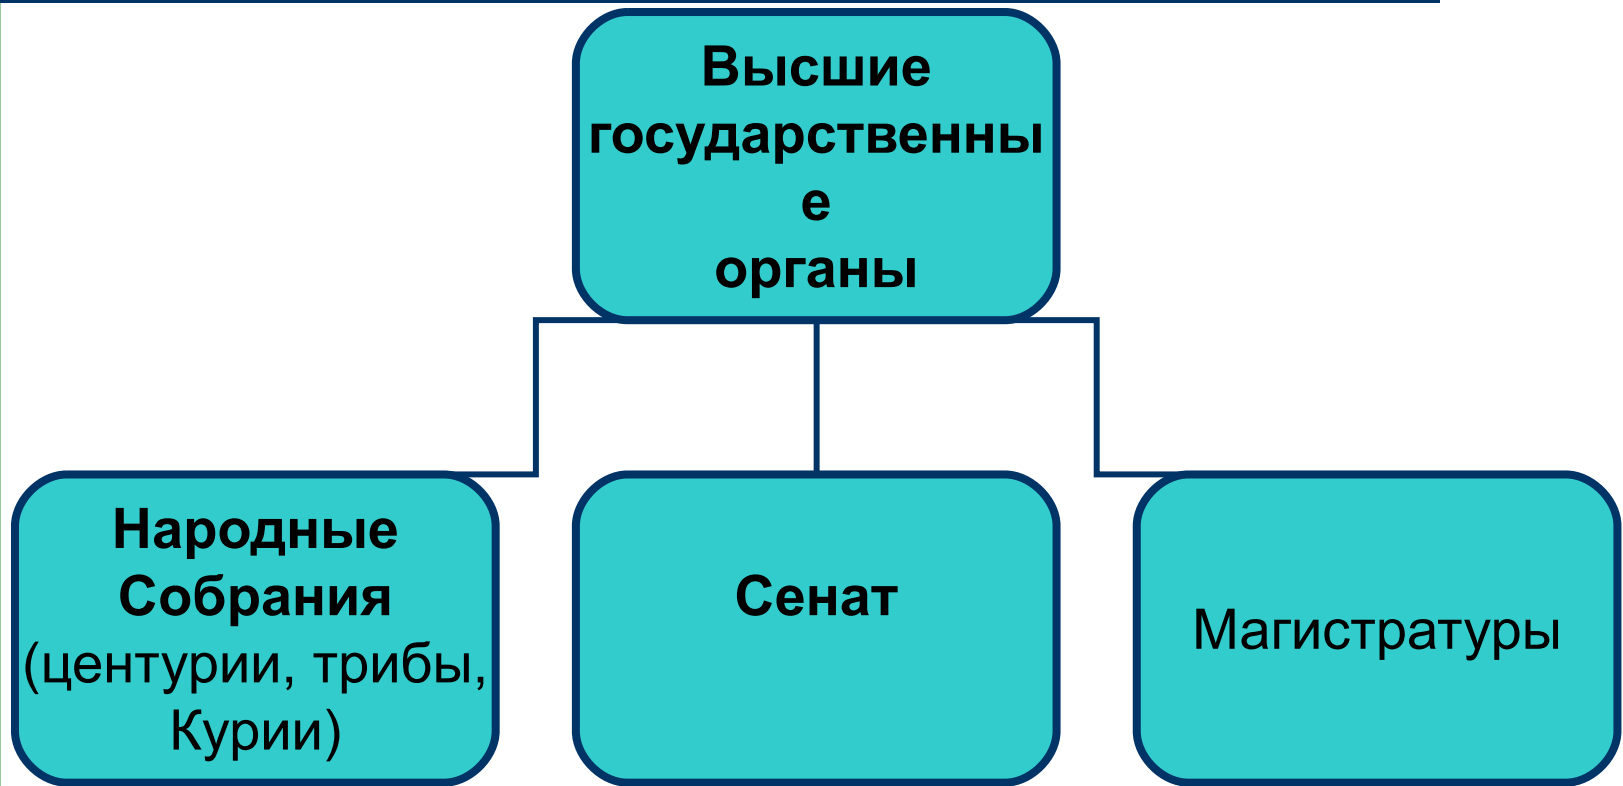 Высшие
государственны
е
органы
Народные
Собрания
(центурии, трибы,
Курии)
Сенат
Магистратуры